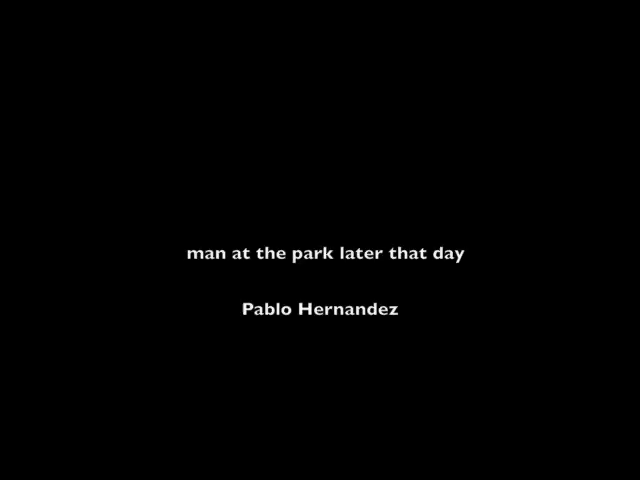 man at the park later that day
Pablo Hernandez